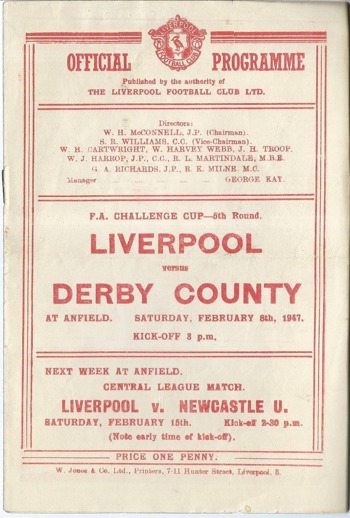 LIVERPOOL
FOOTBALL CLUB
OFFICIAL PROGRAMME
Published by the authority of
THE LIVERPOOL FOOTBALL CLUB LTD.
Directors:
W. H. McCONNELL, J.P. (Chairman).
S. R. WILLIAMS, C.C. (Vice-Chairman).
W. H. CARTWRIGHT, W. HARVEY WEBB, J. H. TROOP.
W. J. HARROP, J.P., C.C., R. L. MARTINDALE, M.B.E.
G. A. RICHARDS, J.P., R. K. MILNE, M.C.
Manager GEORGE KAY.
F.A. CHALLENGE CUP—5th Round.
LIVERPOOL
versus
DERBY COUNTY
AT ANFIELD. SATURDAY, FEBRUARY 8th, 1947.
KICK-OFF 3 p.m.
NEXT WEEK AT ANFIELD.
CENTRAL LEAGUE MATCH.
LIVERPOOL v. NEWCASTLE U.
SATURDAY, FEBRUARY 15th. Kick-off 2-30 p.m.
(Note early time of kick-off).
PRICE ONE PENNY.
W. Jones & Co. Ltd., Printers, 7-11 Hunter Street, Liverpool, 3.